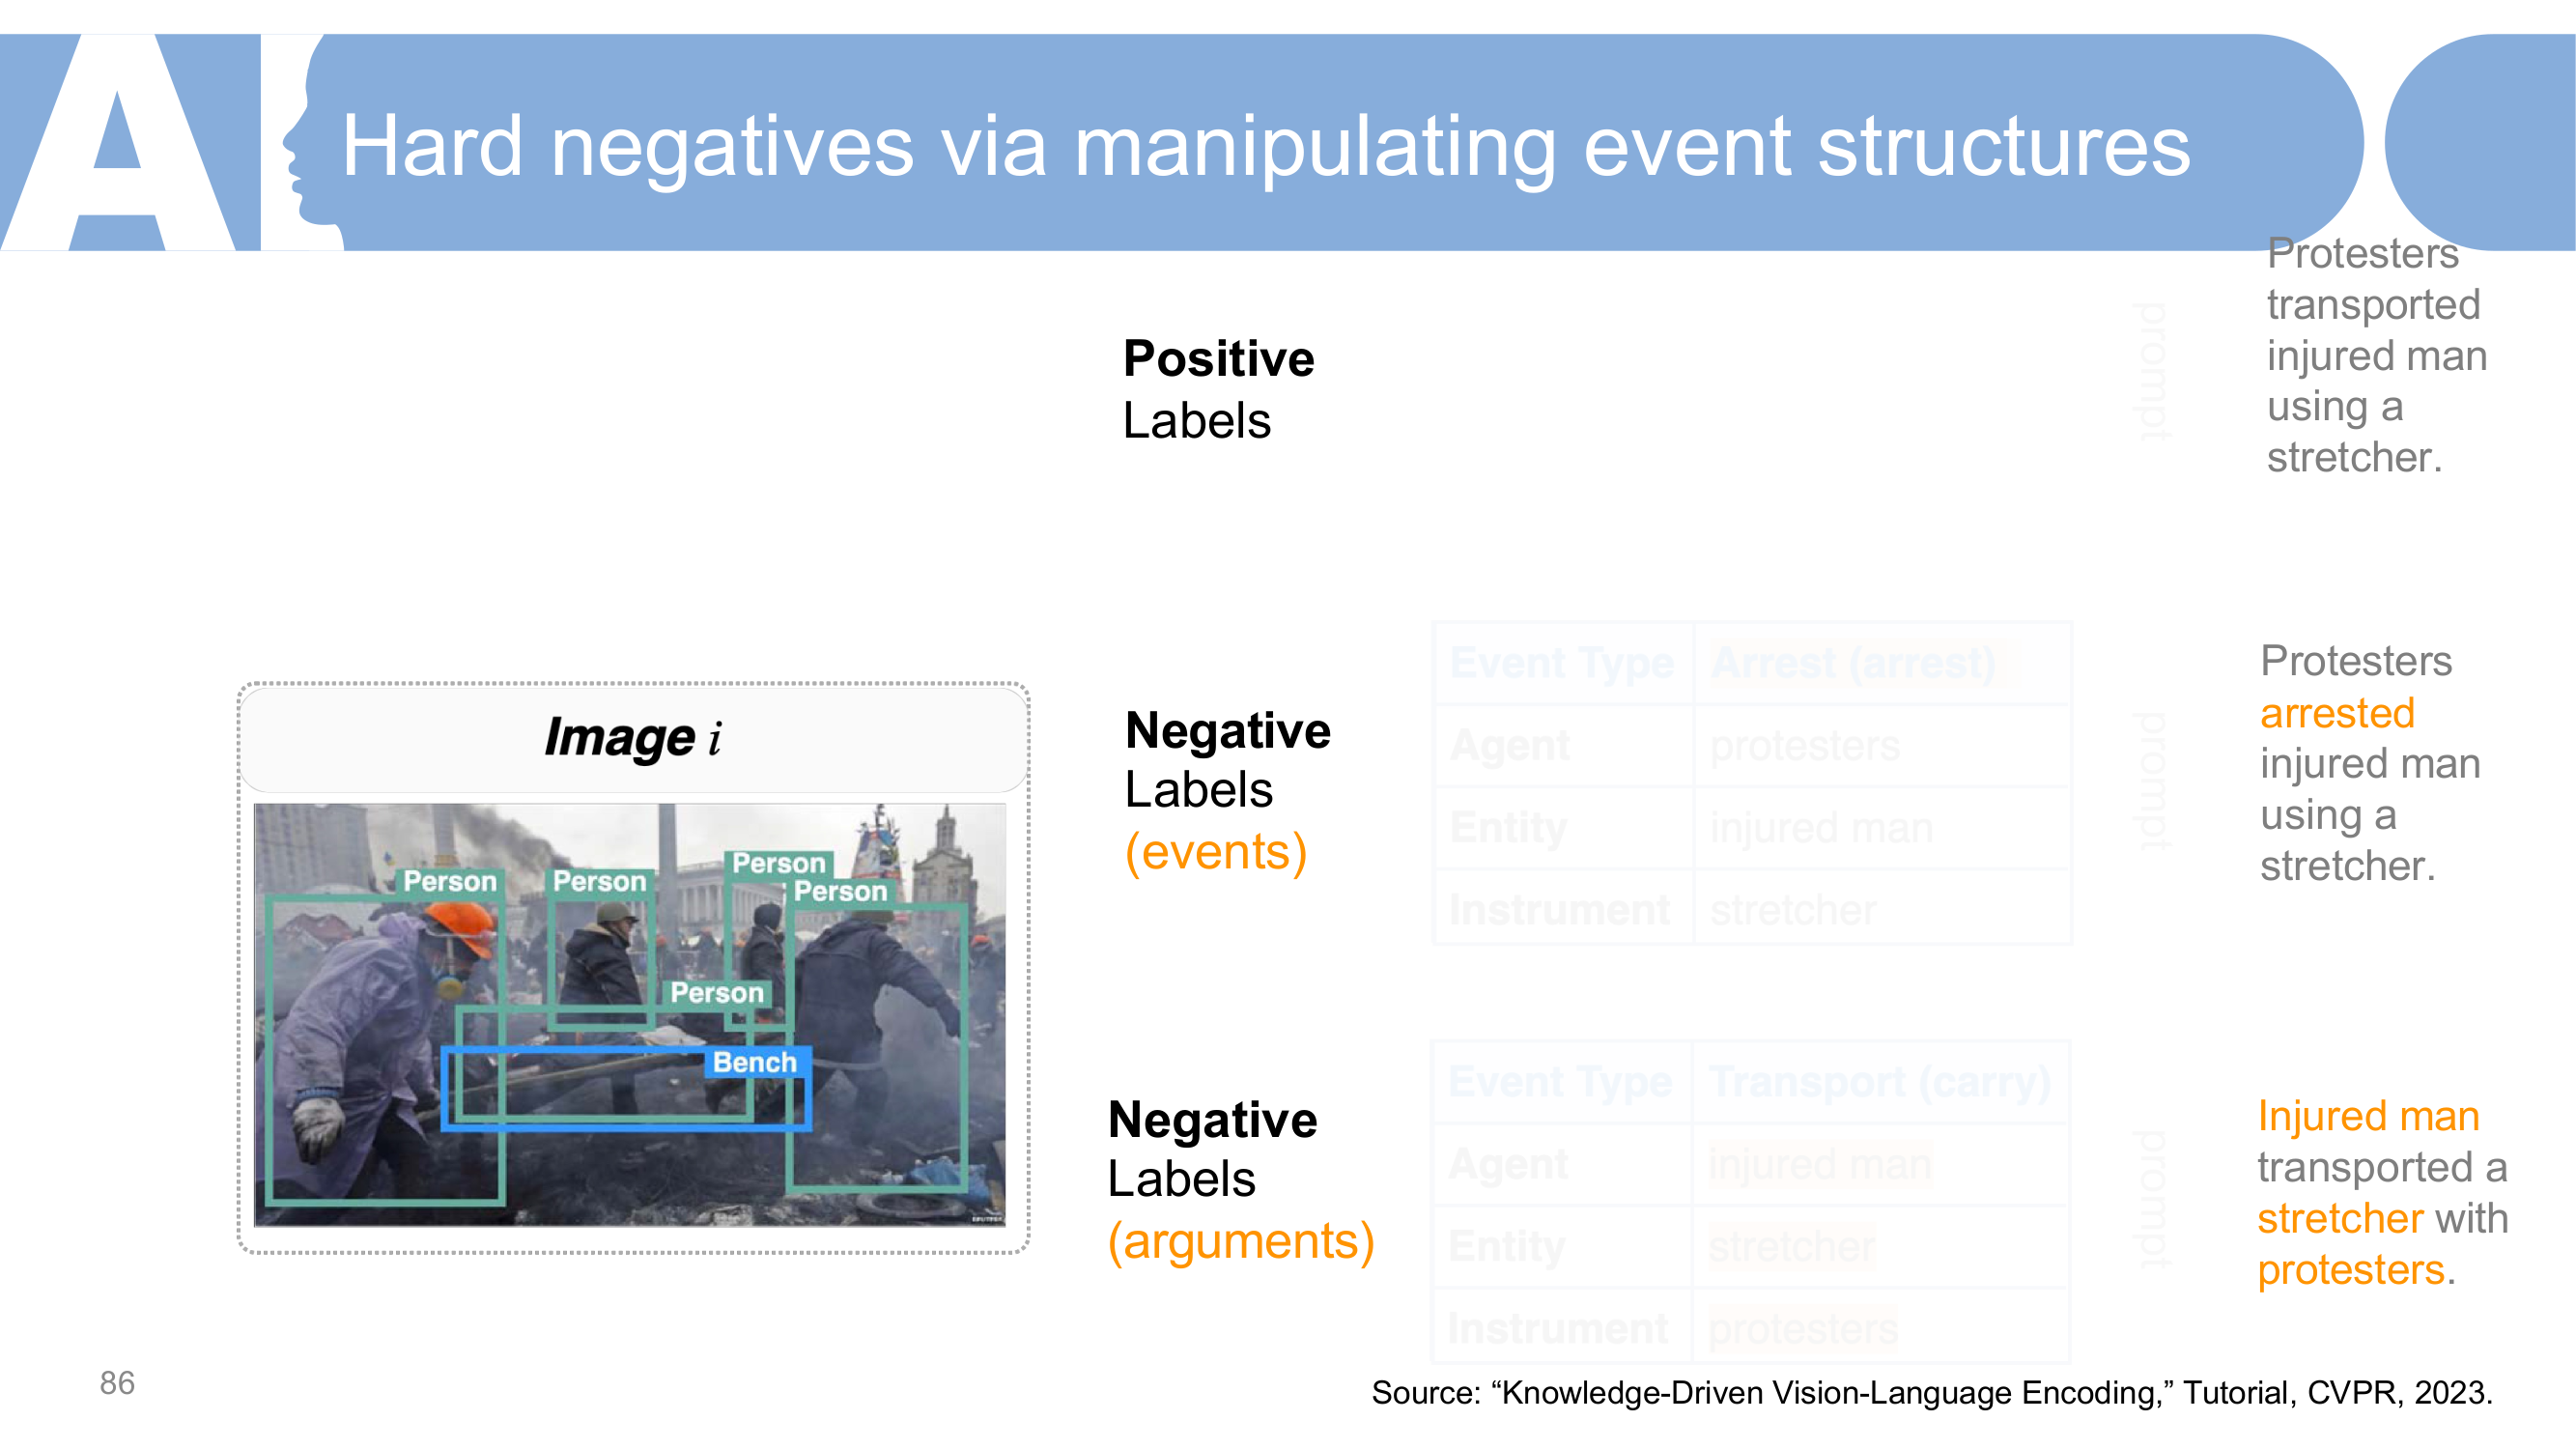 AI
Hard negatives via manipulating event structures
Positive
Labels
prompt
Protesters
transported
injured man
using a
stretcher.
Image i
Person
Person
Person
Person
Person
Bench
Negative
Labels
(events)
Event Type Arrest (arrest)
Agent protesters
Entity injured man
Instrument stretcher
prompt
Protesters
arrested
injured man
using a
stretcher.
Negative
Labels
(arguments)
Event Type Transport (carry)
Agent injured man
Entity stretcher
Instrument protesters
prompt
Injured man
transported a
stretcher with
protesters.
86
Source: “Knowledge-Driven Vision-Language Encoding,” Tutorial, CVPR, 2023.